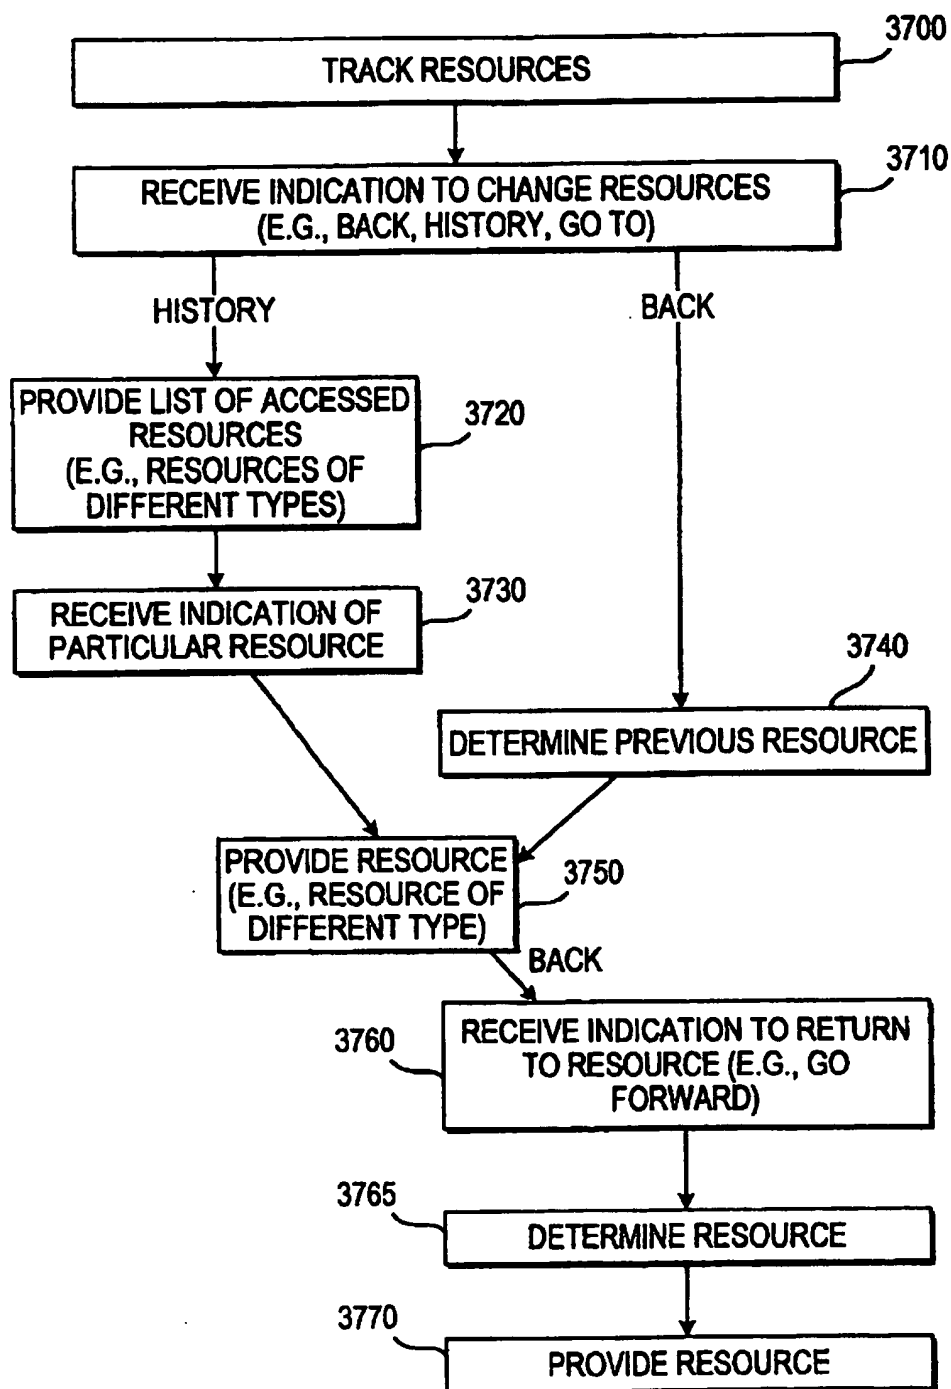 3700
TRACK RESOURCES
3710
RECEIVE INDICATION TO CHANGE RESOURCES
(E.G., BACK, HISTORY, GO TO)
HISTORY
BACK
PROVIDE LIST OF ACCESSED
RESOURCES
(E.G., RESOURCES OF
DIFFERENT TYPES)
3720
RECEIVE INDICATION OF
PARTICULAR RESOURCE
3730
3740
DETERMINE PREVIOUS RESOURCE
PROVIDE RESOURCE
(E.G., RESOURCE OF
DIFFERENT TYPE)
3750
BACK
3760
RECEIVE INDICATION TO RETURN
TO RESOURCE (E.G., GO
FORWARD)
3765
DETERMINE RESOURCE
3770
PROVIDE RESOURCE